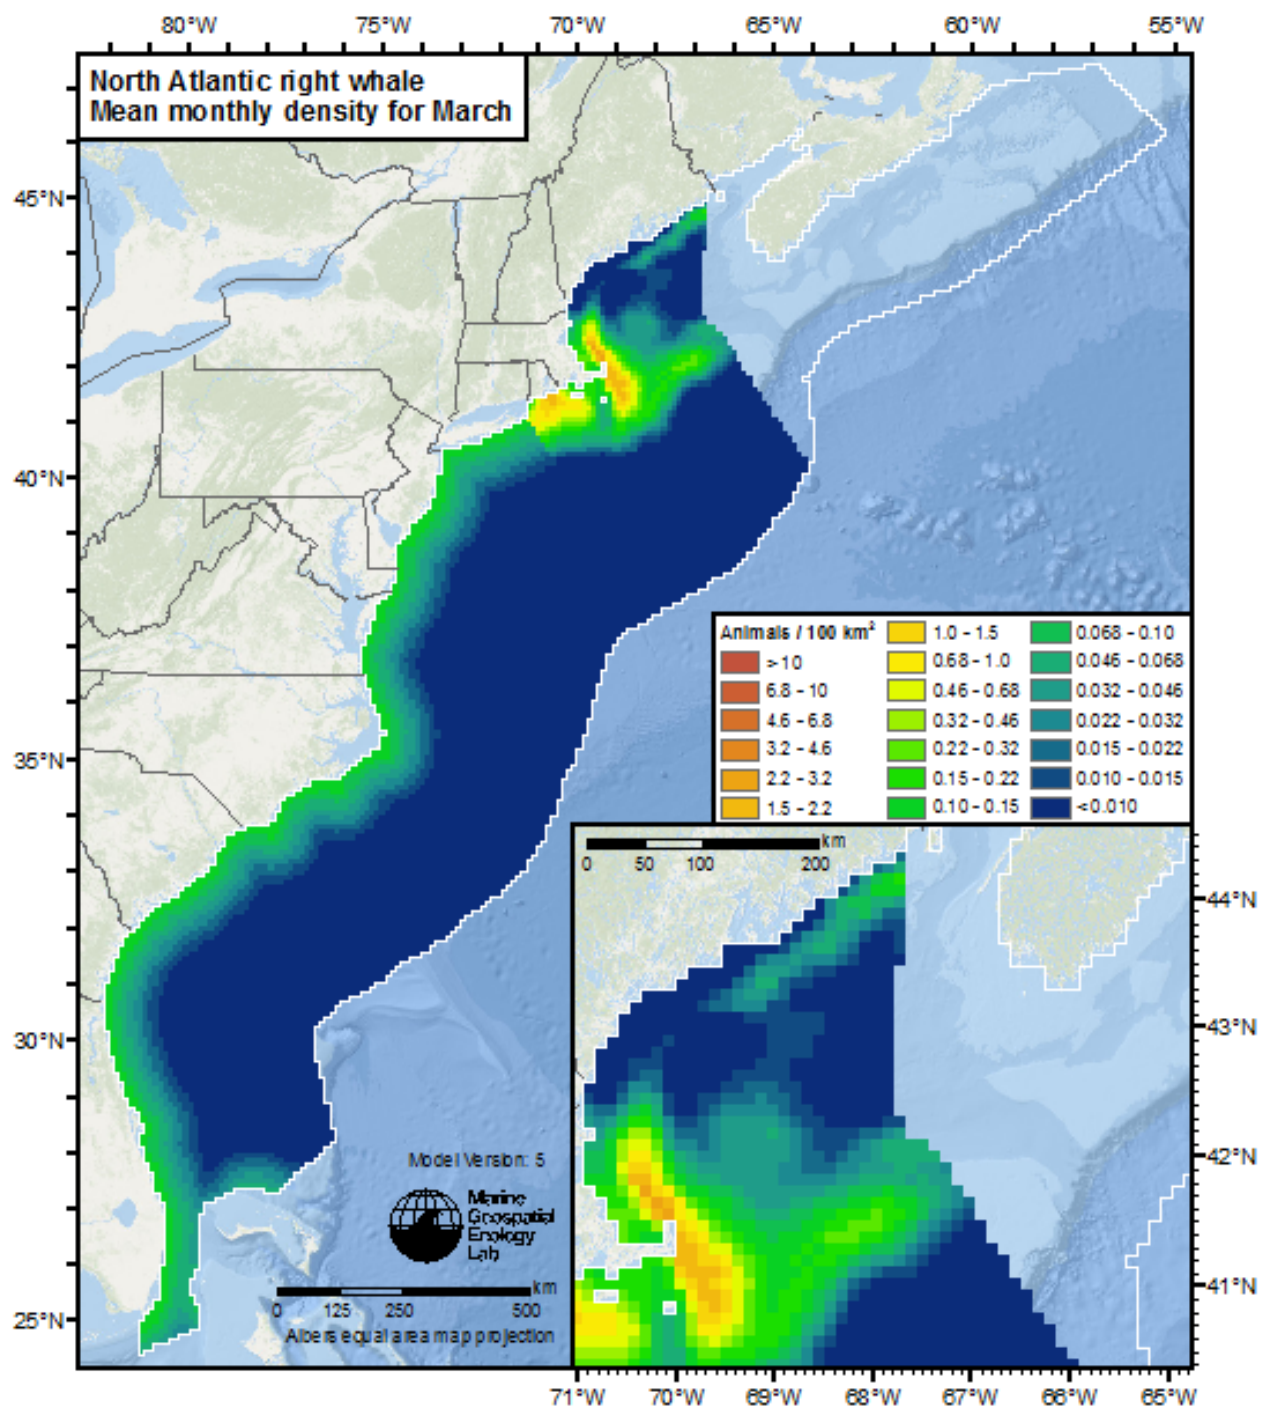 80°W 75°W 70°W 65°W 60°W 55°W
North Atlantic right whale
Mean monthly density for March
45°N
40°N
35°N
30°N
25°N
Animals / 100 km²
>10
6.8 - 10
4.6 - 6.8
3.2 - 4.6
2.2 - 3.2
1.5 - 2.2
1.0 - 1.5
0.68 - 1.0
0.46 - 0.68
0.32 - 0.46
0.22 - 0.32
0.15 - 0.22
0.10 - 0.15
0.068 - 0.10
0.046 - 0.068
0.032 - 0.046
0.022 - 0.032
0.015 - 0.022
0.010 - 0.015
<0.010
km
0 50 100 200
44°N
43°N
42°N
41°N
Model Version: 5
Marine
Geospatial
Ecology
Lab
km
0 125 250 500
Albers equal area map projection
71°W 70°W 69°W 68°W 67°W 66°W 65°W